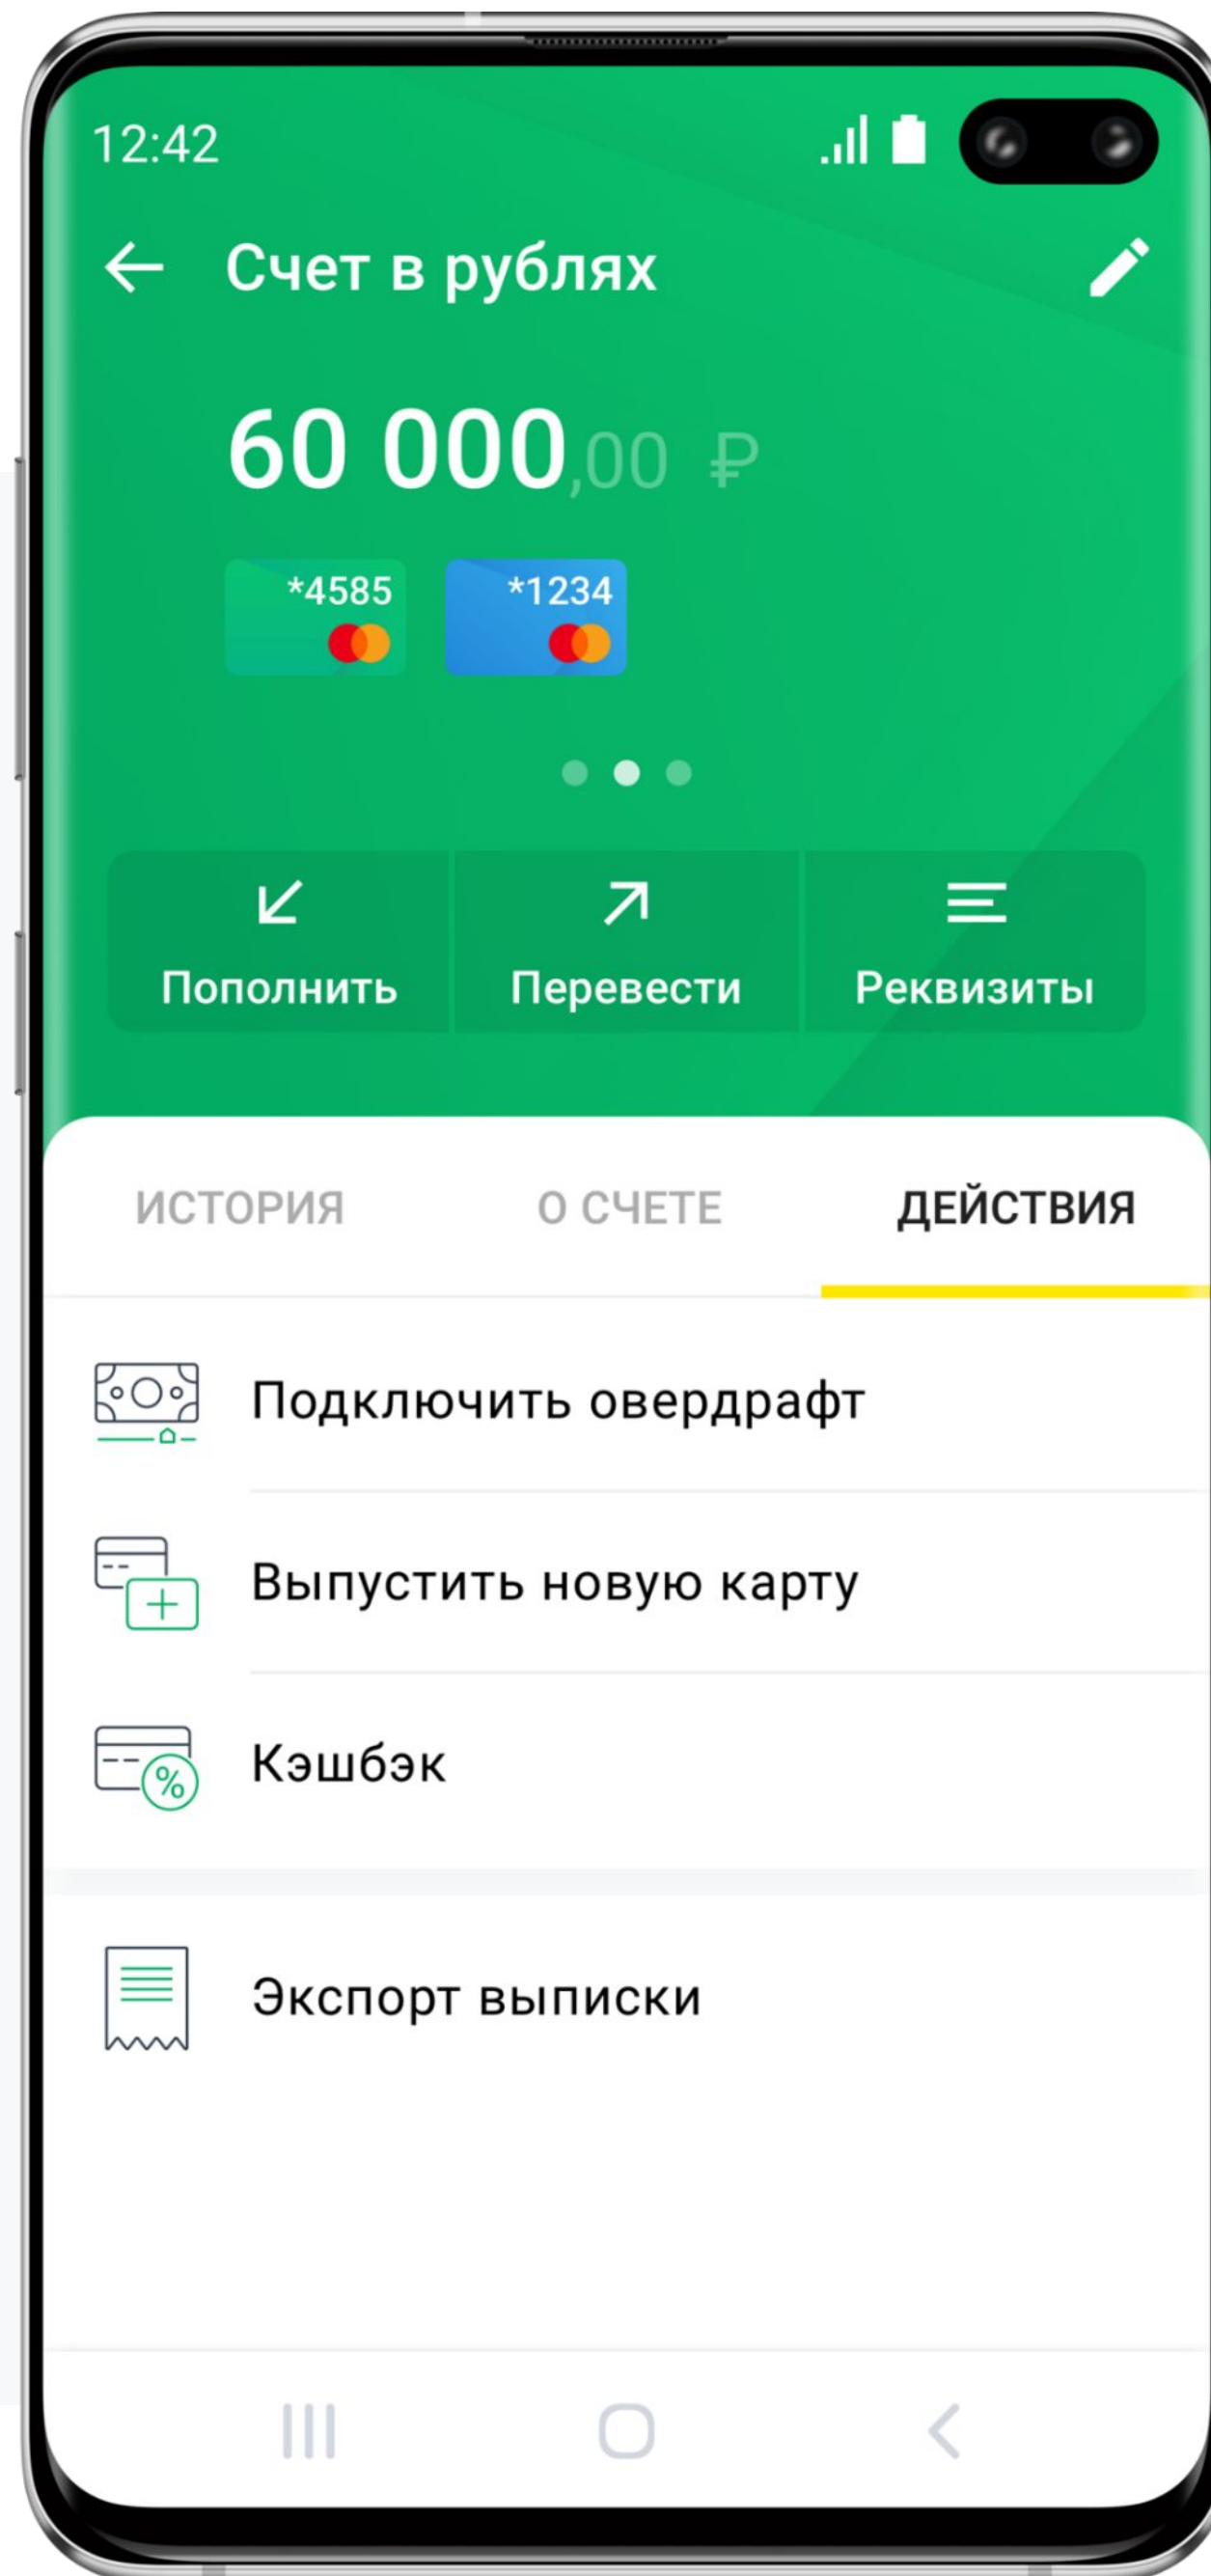 12:42
Счет в рублях
60 000,00 ₽
*4585 *1234
Пополнить Перевести Реквизиты
ИСТОРИЯ О СЧЕТЕ ДЕЙСТВИЯ
Подключить овердрафт
Выпустить новую карту
%
Кэшбэк
Экспорт выписки